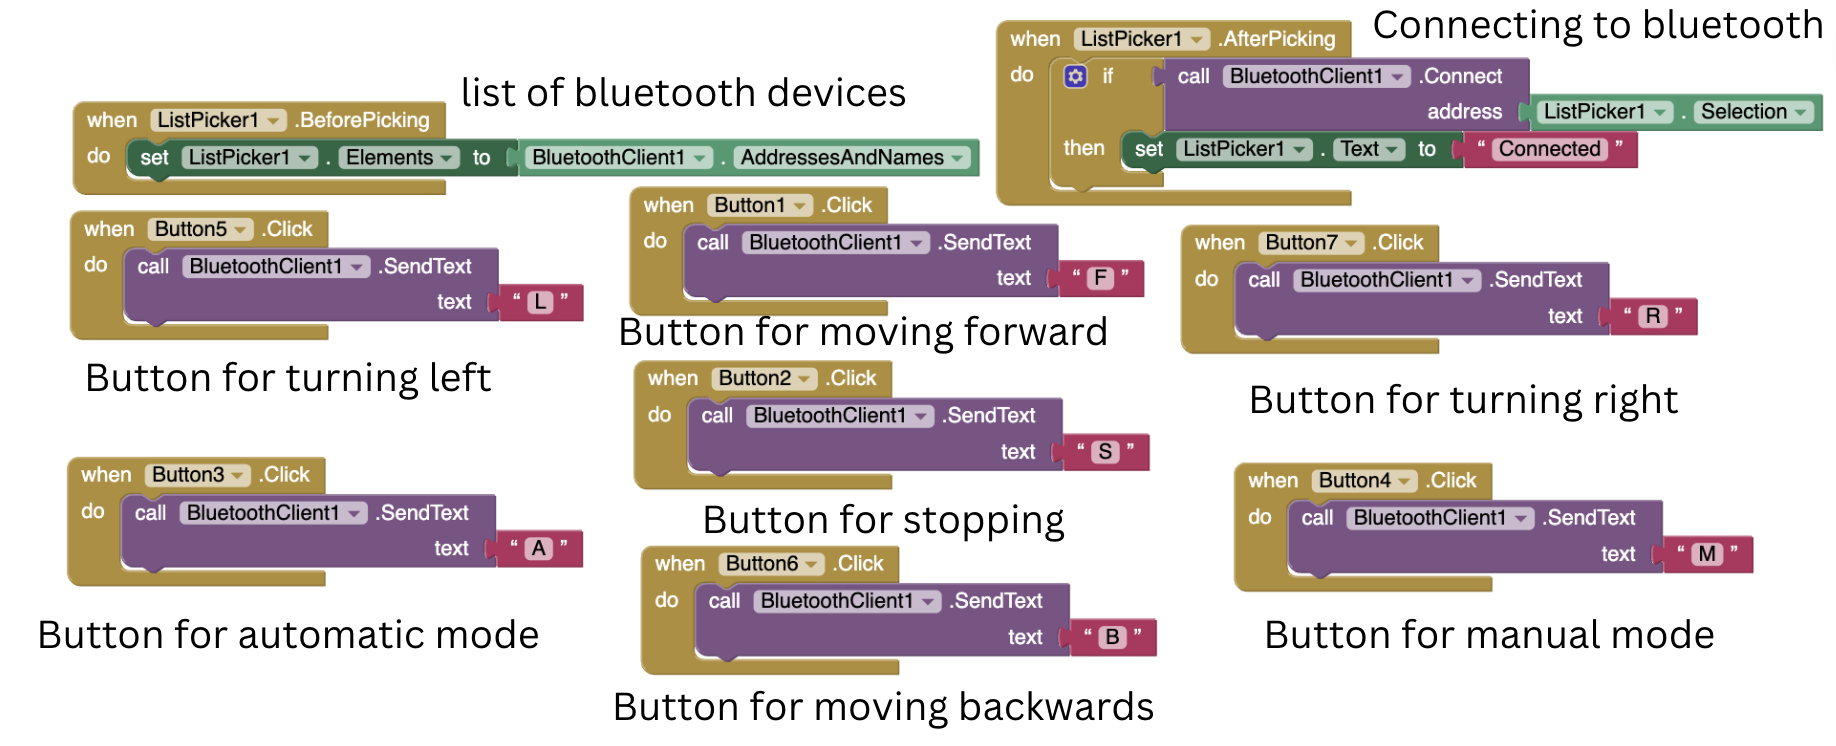 Connecting to bluetooth
when ListPicker1 .AfterPicking
do if call BluetoothClient1 .Connect
address ListPicker1 . Selection
then set ListPicker1 . Text to “ Connected ”
list of bluetooth devices
when ListPicker1 .BeforePicking
do set ListPicker1 . Elements to BluetoothClient1 . AddressesAndNames
when Button5 .Click
do call BluetoothClient1 .SendText
text “ L ”
Button for turning left
when Button1 .Click
do call BluetoothClient1 .SendText
text “ F ”
Button for moving forward
when Button7 .Click
do call BluetoothClient1 .SendText
text “ R ”
Button for turning right
when Button2 .Click
do call BluetoothClient1 .SendText
text “ S ”
Button for stopping
when Button3 .Click
do call BluetoothClient1 .SendText
text “ A ”
Button for automatic mode
when Button6 .Click
do call BluetoothClient1 .SendText
text “ B ”
Button for moving backwards
when Button4 .Click
do call BluetoothClient1 .SendText
text “ M ”
Button for manual mode